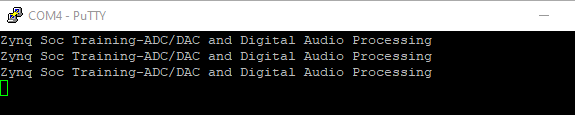 COM4 - PuTTY
Zynq Soc Training-ADC/DAC and Digital Audio Processing
Zynq Soc Training-ADC/DAC and Digital Audio Processing
Zynq Soc Training-ADC/DAC and Digital Audio Processing